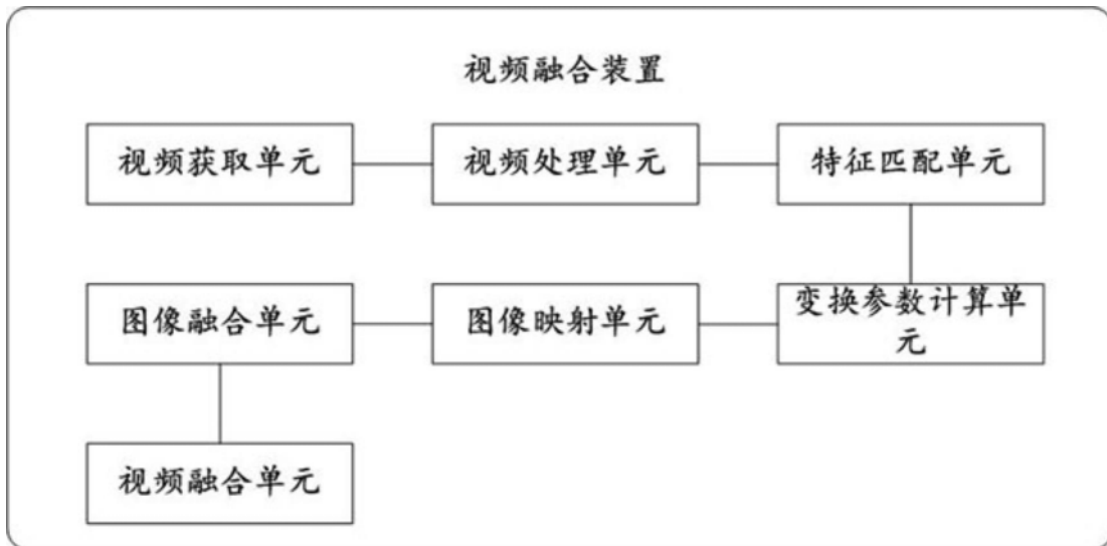 视频融合装置
视频获取单元
视频处理单元
特征匹配单元
图像融合单元
图像映射单元
变换参数计算单
元
视频融合单元